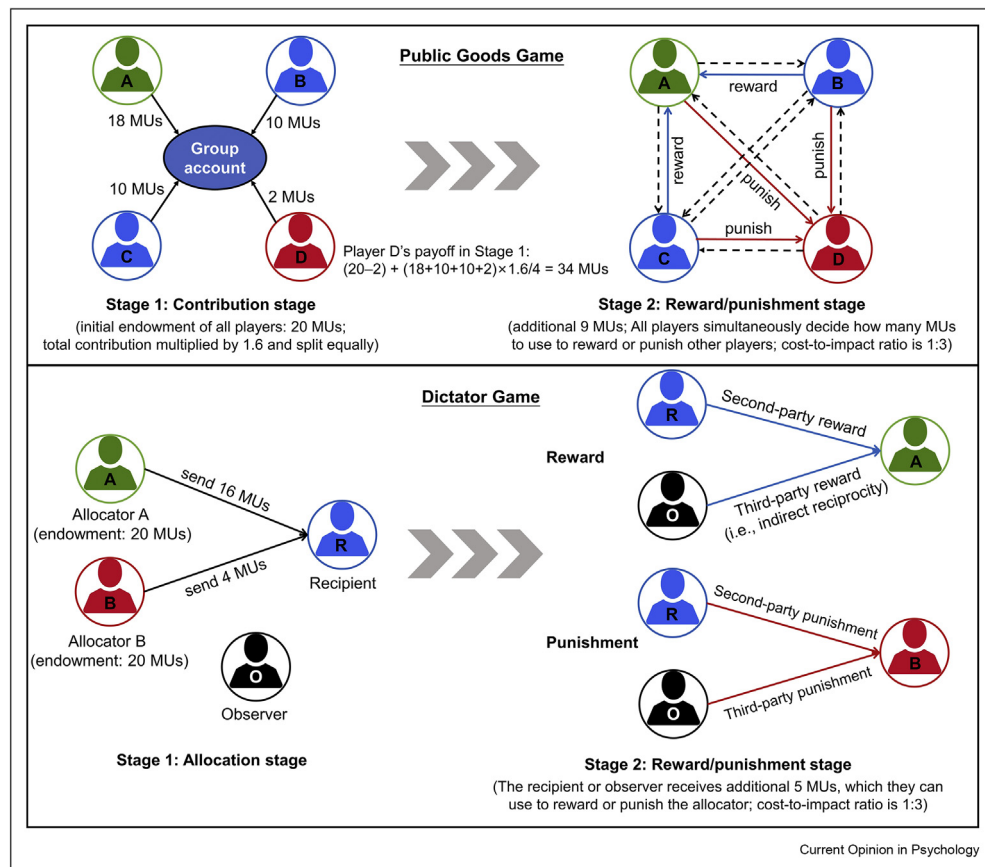 Public Goods Game
A
B
18 MUs
10 MUs
Group
account
10 MUs
2 MUs
C
D
Player D's payoff in Stage 1:
(20–2) + (18+10+10+2)×1.6/4 = 34 MUs
Stage 1: Contribution stage
(initial endowment of all players: 20 MUs;
total contribution multiplied by 1.6 and split equally)
A
B
reward
reward
punish
punish
punish
C
D
Stage 2: Reward/punishment stage
(additional 9 MUs; All players simultaneously decide how many MUs
to use to reward or punish other players; cost-to-impact ratio is 1:3)
Dictator Game
A
Allocator A
(endowment: 20 MUs)
send 16 MUs
R
Recipient
send 4 MUs
B
Allocator B
(endowment: 20 MUs)
O
Observer
Stage 1: Allocation stage
R
Second-party reward
Reward
A
O
Third-party reward
(i.e., indirect reciprocity)
R
Second-party punishment
Punishment
B
O
Third-party punishment
Stage 2: Reward/punishment stage
(The recipient or observer receives additional 5 MUs, which they can
use to reward or punish the allocator; cost-to-impact ratio is 1:3)
Current Opinion in Psychology